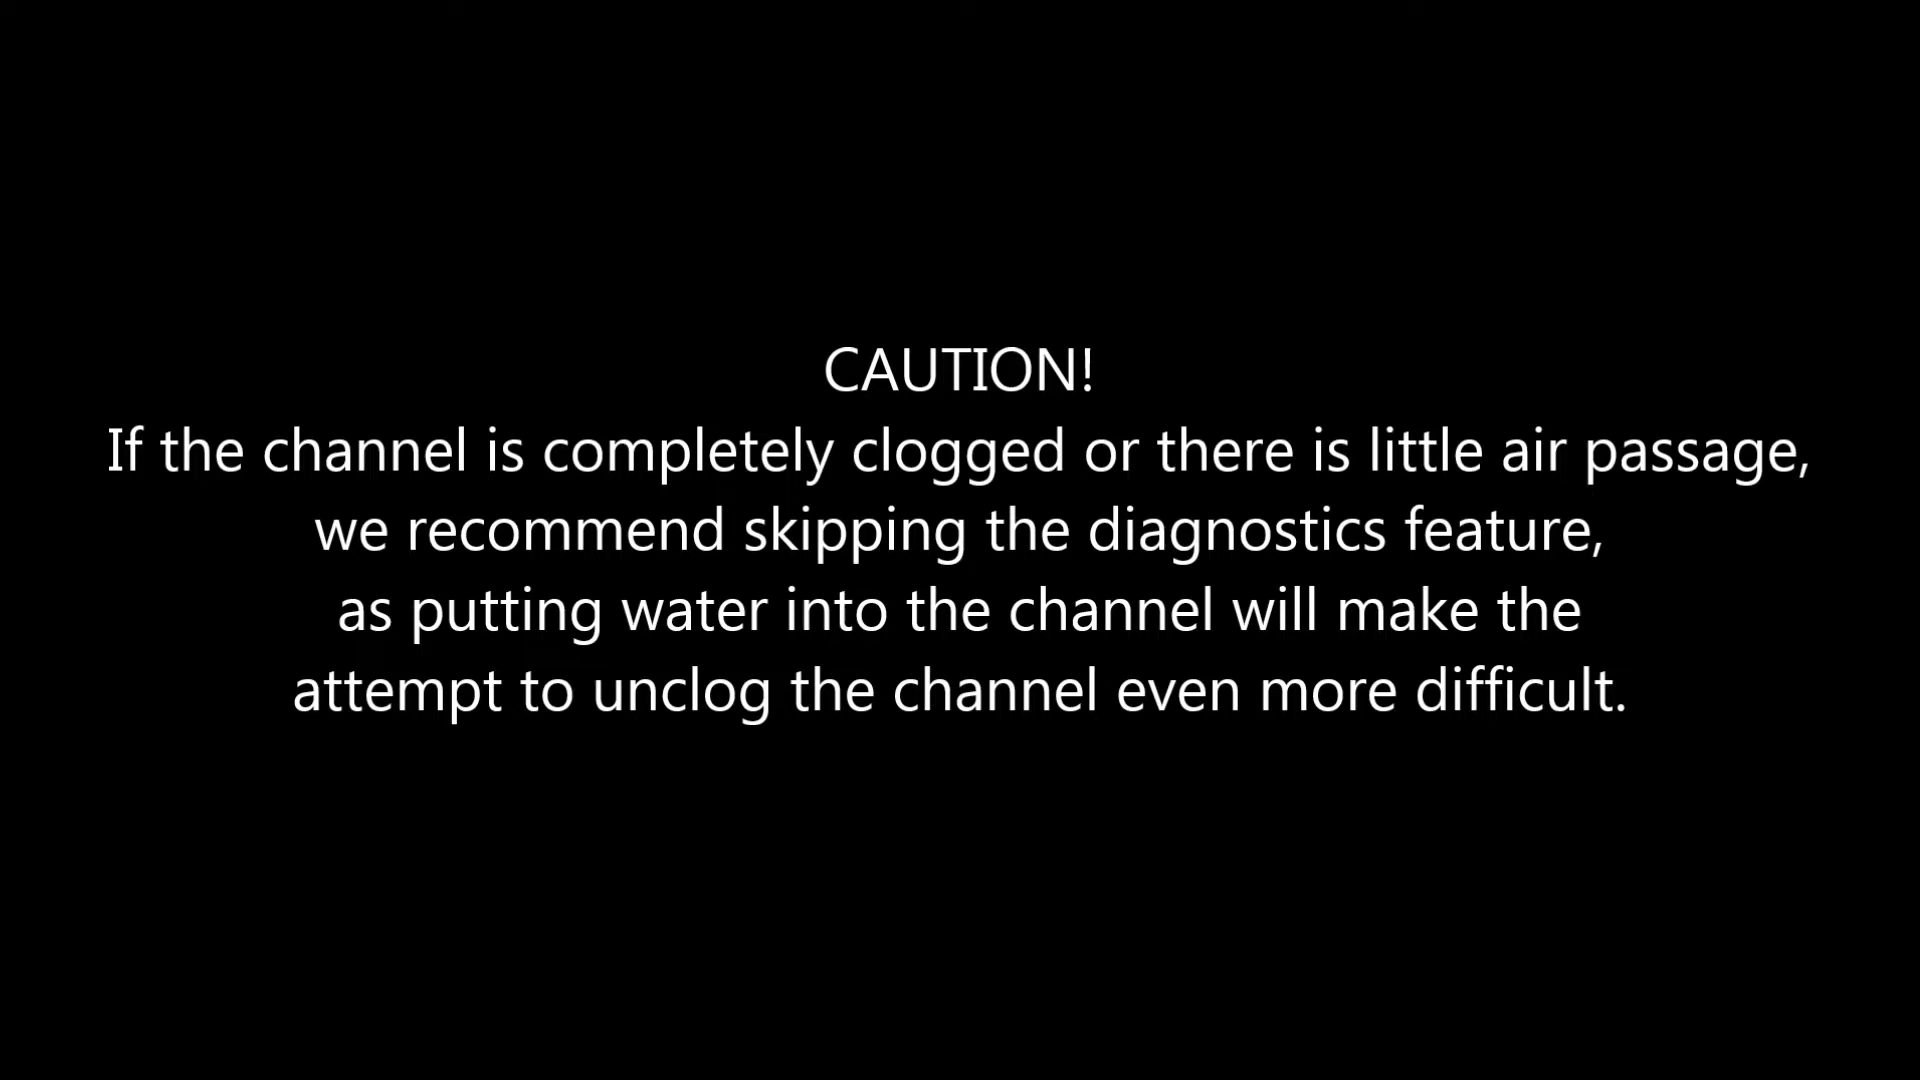 CAUTION!
If the channel is completely clogged or there is little air passage,
we recommend skipping the diagnostics feature,
as putting water into the channel will make the
attempt to unclog the channel even more difficult.